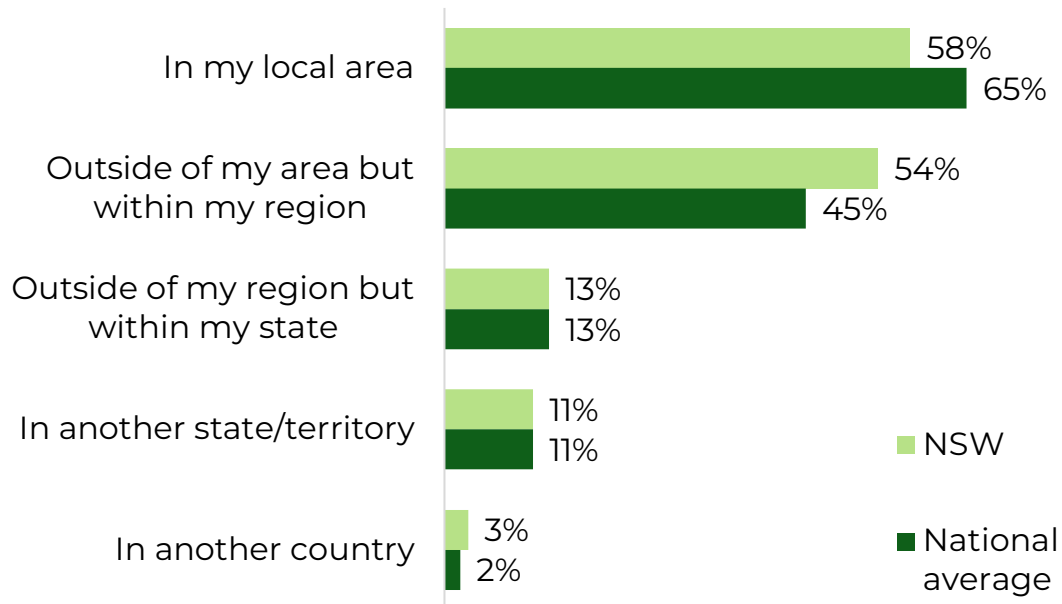 In my local area
58%
65%
Outside of my area but
within my region
54%
45%
Outside of my region but
within my state
13%
13%
In another state/territory
11%
11%
In another country
3%
2%
NSW
National
average